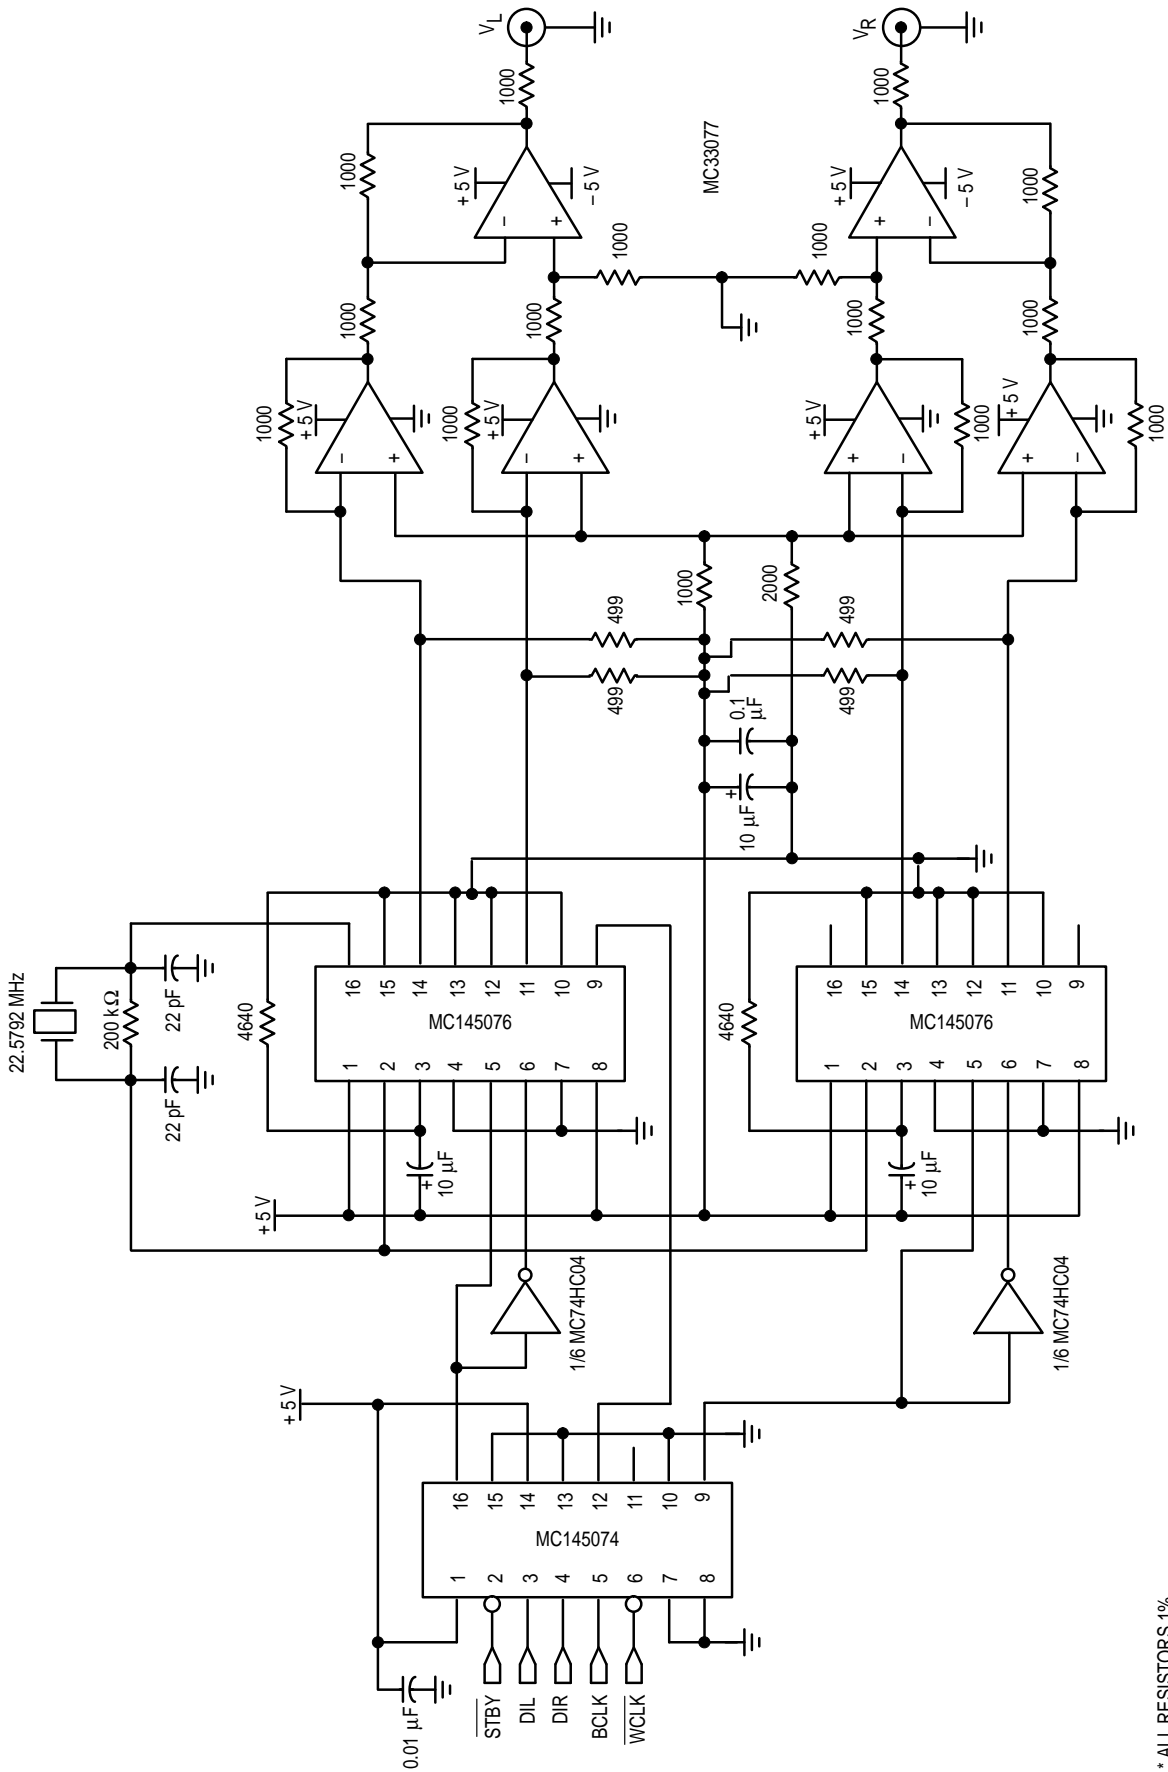 22.5792 MHz
200 kΩ
22 pF
22 pF
4640
+ 5 V
10 µF
+
16
15
14
13
12
11
10
9
MC145076
1
2
3
4
5
6
7
8
4640
10 µF
+
16
15
14
13
12
11
10
9
MC145076
1
2
3
4
5
6
7
8
1/6 MC74HC04
1/6 MC74HC04
+ 5 V
0.01 µF
16
15
14
13
12
11
10
9
MC145074
1
2
3
4
5
6
7
8
STBY
DIL
DIR
BCLK
WCLK
499
499
499
499
1000
2000
0.1
µF
10 µF
+
1000
+ 5 V
–
+
1000
+ 5 V
–
+
+ 5 V
+
–
1000
+ 5 V
+
–
1000
1000
1000
1000
1000
1000
1000
1000
1000
+ 5 V
–
+
– 5 V
1000
VL
MC33077
+ 5 V
+
–
– 5 V
1000
VR
* ALL RESISTORS 1%